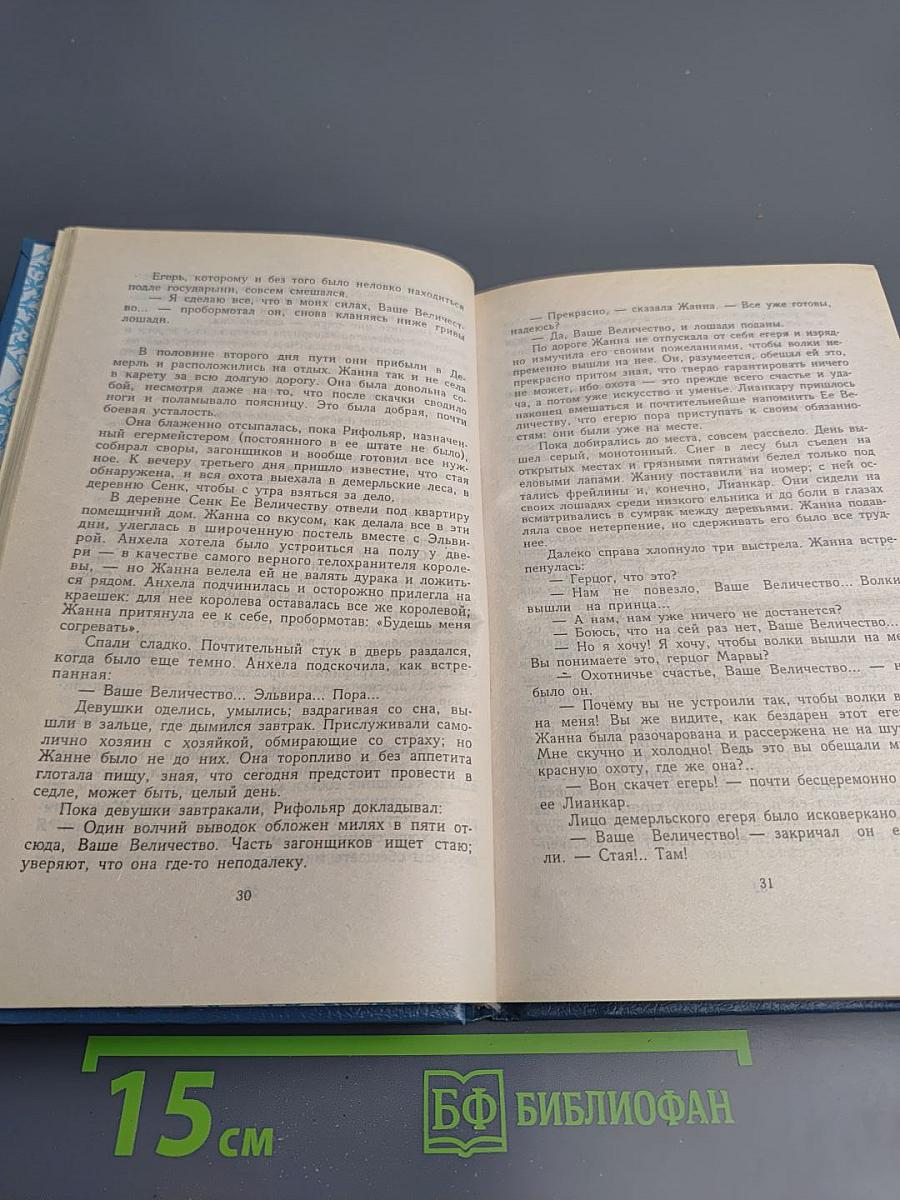 Егерь, которому и без того было неловко находиться
подле государыни, совсем смешался.
— Я сделаю все, что в моих силах, Ваше Величест-
во... — пробормотал он, снова кланяясь ниже гривы
лошади.
В половине второго дня пути они прибыли в Де-
мерль и расположились на отдых. Жанна так и не села
в карету за всю долгую дорогу. Она была довольна со-
бой, несмотря даже на то, что после скачки сводило
ноги и поламывало поясницу. Это была добрая, почти
боевая усталость.
Она блаженно отсыпалась, пока Рифольяр, назначен-
ный егермейстером (постоянного в ее штате не было),
собирал своры, загонщиков и вообще готовил все нуж-
ное. К вечеру третьего дня пришло известие, что стая
обнаружена, и вся охота выехала в демерльские леса, в
деревню Сенк, чтобы с утра взяться за дело.
В деревне Сенк Ее Величеству отвели под квартиру
помещичий дом. Жанна со вкусом, как делала все в эти
дни, улеглась в широченную постель вместе с Эльви-
рой. Анхела хотела было устроиться на полу у две-
ри — в качестве самого верного телохранителя короле-
вы, — но Жанна велела ей не валять дурака и ложить-
ся рядом. Анхела подчинилась и осторожно прилегла на
краешек: для нее королева оставалась все же королевой;
Жанна притянула ее к себе, пробормотав: «Будешь меня
согревать».
Спали сладко. Почтительный стук в дверь раздался,
когда было еще темно. Анхела подскочила, как встре-
панная:
— Ваше Величество... Эльвира... Пора...
Девушки оделись, умылись; вздрагивая со сна, вы-
шли в зальце, где дымился завтрак. Прислуживали само-
лично хозяин с хозяйкой, обмирающие со страху; но
Жанне было не до них. Она торопливо и без аппетита
глотала пищу, зная, что сегодня предстоит провести в
седле, может быть, целый день.
Пока девушки завтракали, Рифольяр докладывал:
— Один волчий выводок обложен милях в пяти от-
сюда, Ваше Величество. Часть загонщиков ищет стаю;
уверяют, что она где-то неподалеку.
30
— Прекрасно, — сказала Жанна. — Все уже готовы,
надеюсь?
— Да, Ваше Величество, и лошади поданы.
По дороге Жанна не отпускала от себя егеря и изряд-
но измучила его своими пожеланиями, чтобы волки не-
пременно вышли на нее. Он, разумеется, обещал ей это,
прекрасно притом зная, что твердо гарантировать ничего
не может, ибо охота — это прежде всего счастье и уда-
ча, а потом уже искусство и уменье. Лианкару пришлось
наконец вмешаться и почтительнейше напомнить Ее Ве-
личеству, что егерю пора приступать к своим обязанно-
стям: они были уже на месте.
Пока добирались до места, совсем рассвело. День вы-
шел серый, монотонный. Снег в лесу был съеден на
открытых местах и грязными пятнами белел только под
еловыми лапами. Жанну поставили на номер; с ней ос-
тались фрейлины и, конечно, Лианкар. Они сидели на
своих лошадях среди низкого ельника и до боли в глазах
всматривались в сумрак между деревьями. Жанна подав-
ляла свое нетерпение, но сдерживать его было все труд-
нее.
Далеко справа хлопнуло три выстрела. Жанна встре-
пенулась:
— Герцог, что это?
— Нам не повезло, Ваше Величество... Волки
вышли на принца...
— А нам, нам уже ничего не достанется?
— Боюсь, что на сей раз нет, Ваше Величество...
— Но я хочу! Я хочу, чтобы волки вышли на ме
Вы понимаете это, герцог Марвы?
— Охотничье счастье, Ваше Величество... — н
было он.
— Почему вы не устроили так, чтобы волки в
на меня! Вы же видите, как бездарен этот еге
Жанна была разочарована и рассержена не на шу
Мне скучно и холодно! Ведь это вы обещали м
красную охоту, где же она?..
— Вон скачет егерь! — почти бесцеремонно
ее Лианкар.
Лицо демерльского егеря было исковеркано
— Ваше Величество! — закричал он е
ли. — Стая!.. Там!
31
15 см
БФ БИБЛИОФАН